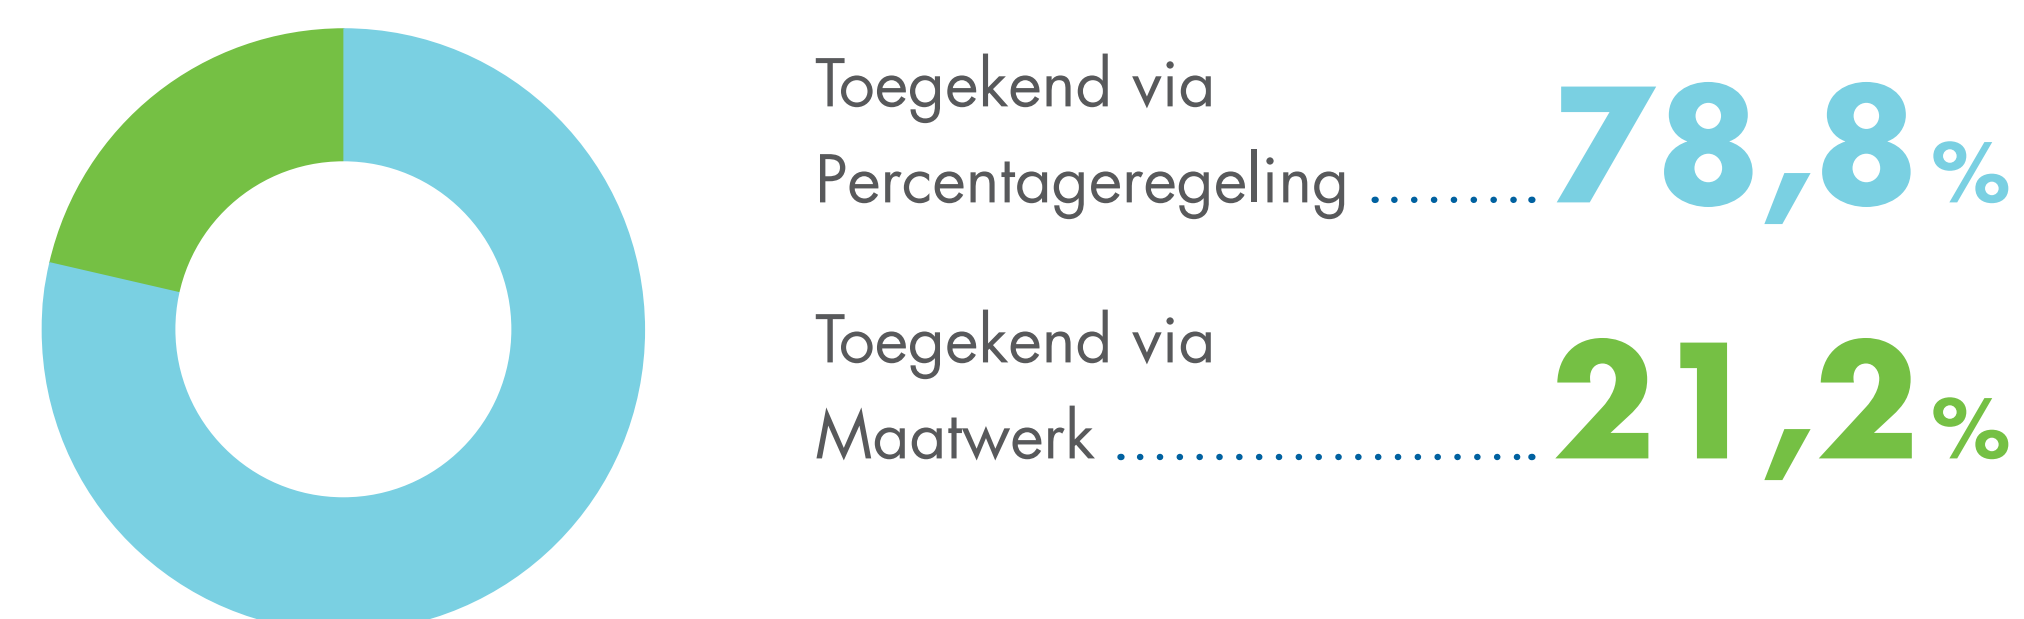 Toegekend via
Percentageregeling ......... 78,8 %
Toegekend via
Maatwerk ...................... 21,2 %